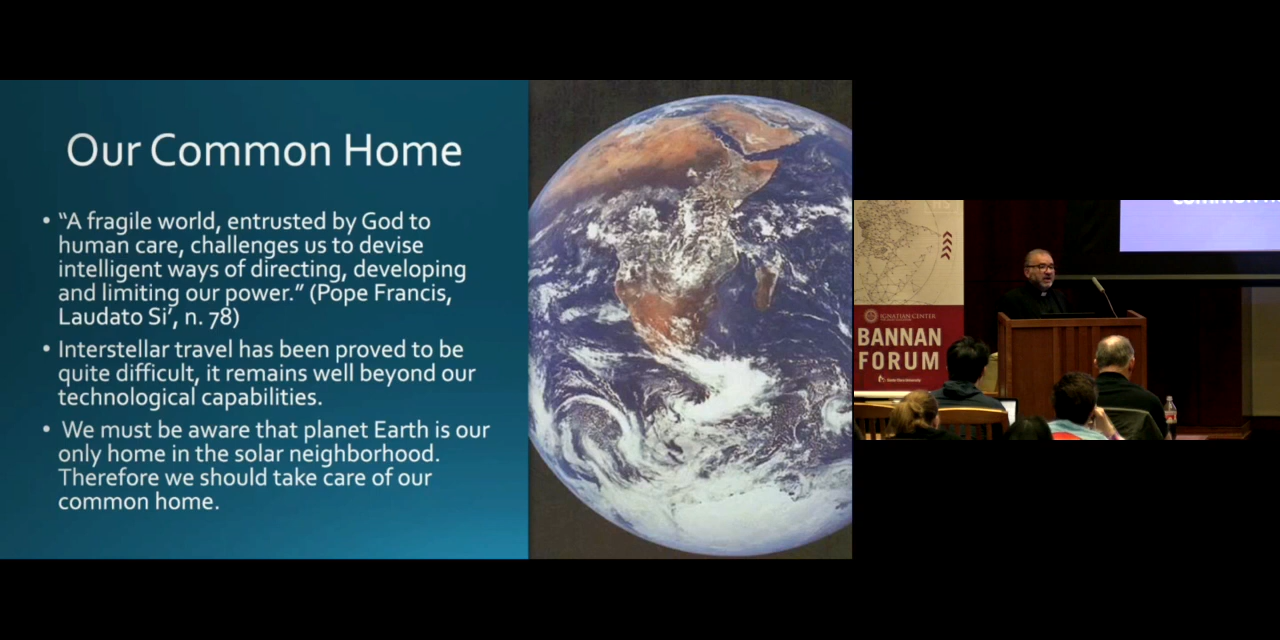 Our Common Home
• “A fragile world, entrusted by God to
human care, challenges us to devise
intelligent ways of directing, developing
and limiting our power.” (Pope Francis,
Laudato Si’, n. 78)
• Interstellar travel has been proved to be
quite difficult, it remains well beyond our
technological capabilities.
• We must be aware that planet Earth is our
only home in the solar neighborhood.
Therefore we should take care of our
common home.
IGNATIAN CENTER
BANNAN
FORUM
Santa Clara University